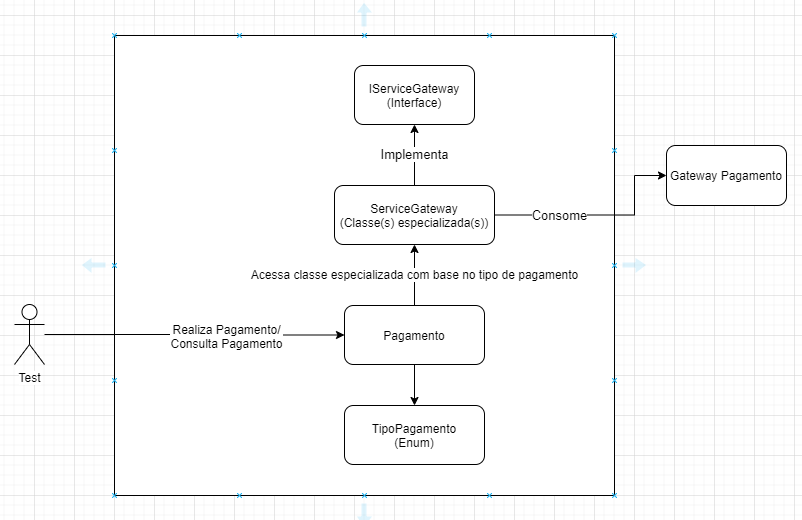 IServiceGateway
(Interface)
Implementa
Gateway Pagamento
ServiceGateway
(Classe(s) especializada(s))
Consome
Acessa classe especializada com base no tipo de pagamento
Realiza Pagamento/
Consulta Pagamento
Pagamento
Test
TipoPagamento
(Enum)